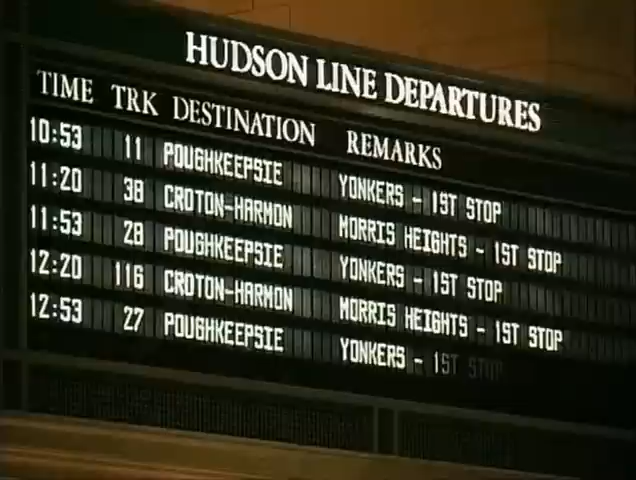 HUDSON LINE DEPARTURES
TIME TRK DESTINATION REMARKS
10:53 11 POUGHKEEPSIE YONKERS - 1ST STOP
11:20 38 CROTON-HARMON MORRIS HEIGHTS - 1ST STOP
11:53 28 POUGHKEEPSIE YONKERS - 1ST STOP
12:20 116 CROTON-HARMON MORRIS HEIGHTS - 1ST STOP
12:53 27 POUGHKEEPSIE YONKERS - 1ST STOP